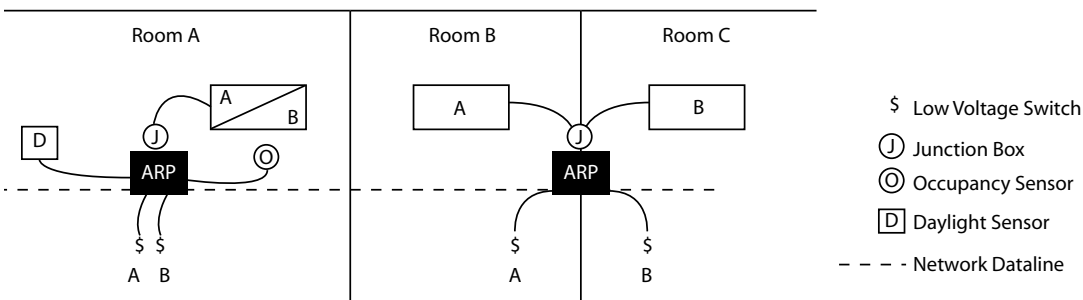 Room A
Room B
Room C
A
B
A
B
$ Low Voltage Switch
J
J
J Junction Box
D
O
ARP
ARP
O Occupancy Sensor
D Daylight Sensor
$ $
$
$
A B
A
B
Network Dataline